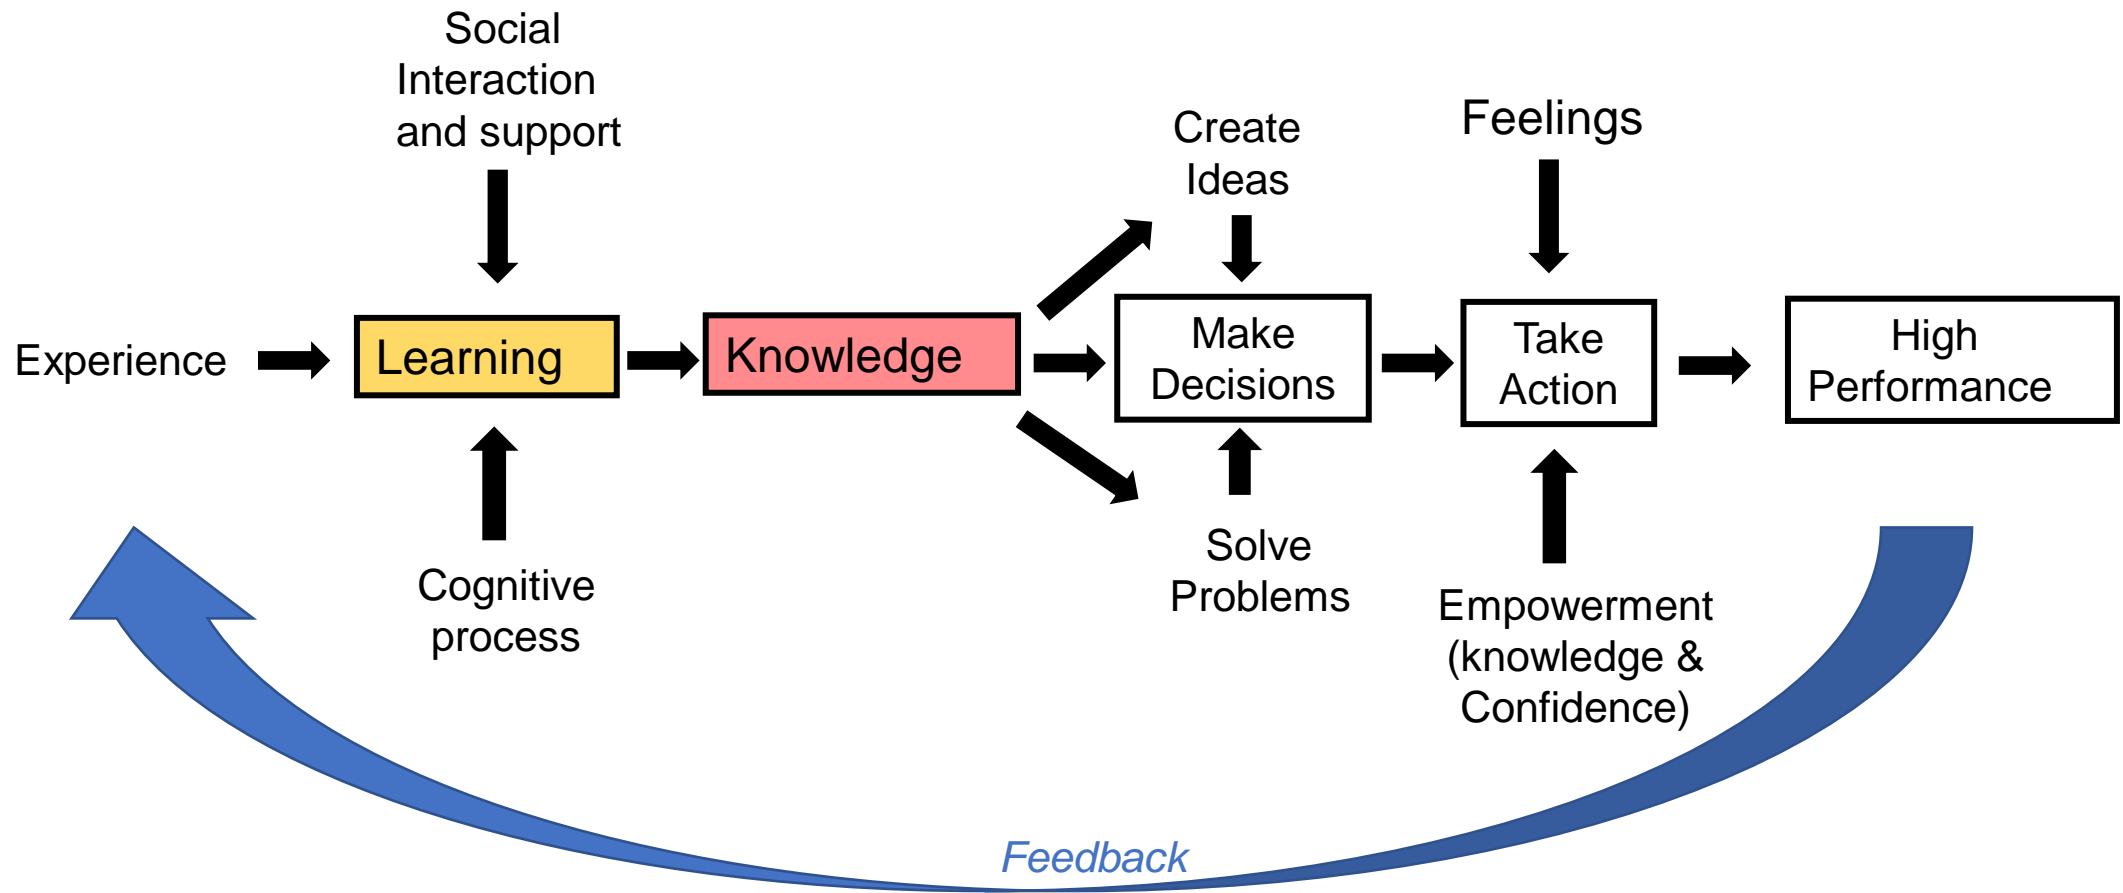 Social
Interaction
and support
Create
Ideas
Feelings
Experience
Learning
Knowledge
Make
Decisions
Take
Action
High
Performance
Cognitive
process
Solve
Problems
Empowerment
(knowledge &
Confidence)
Feedback